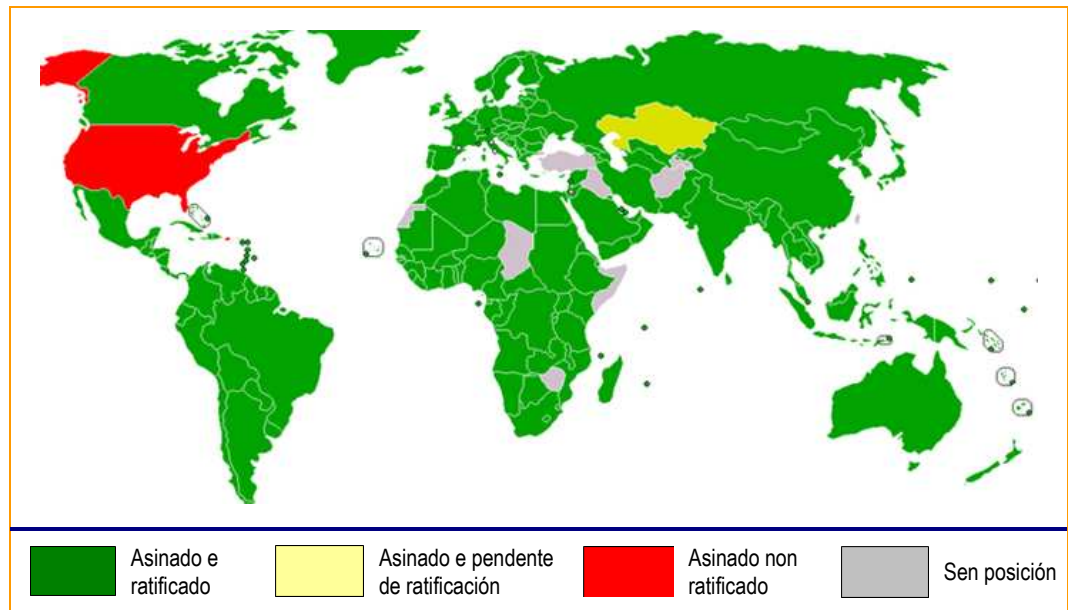 Asinado e
ratificado
Asinado e pendente
de ratificación
Asinado non
ratificado
Sen posición